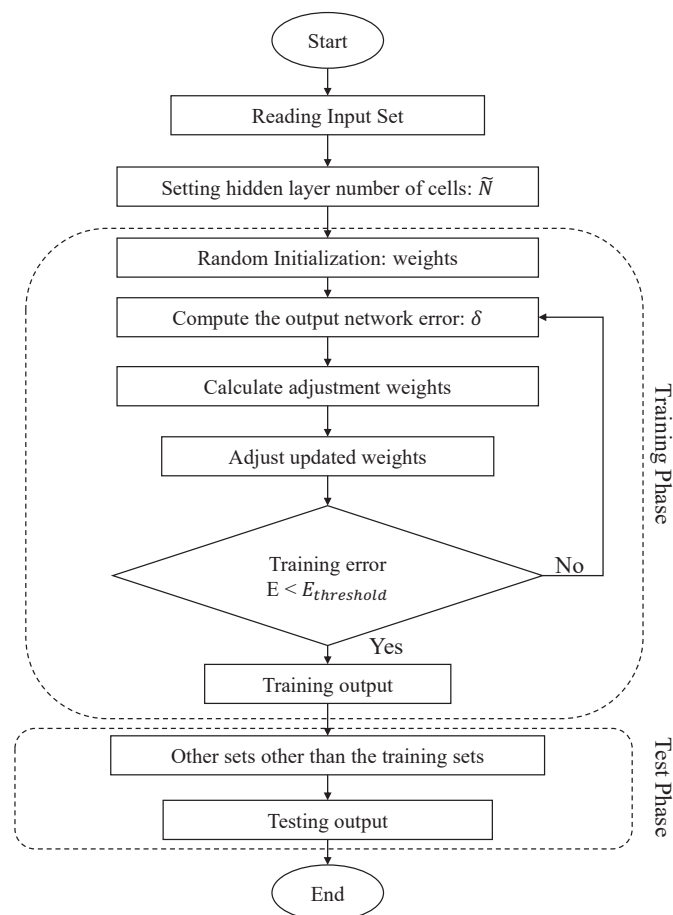 Start
Reading Input Set
Setting hidden layer number of cells: Ñ
Random Initialization: weights
Compute the output network error: δ
Calculate adjustment weights
Adjust updated weights
Training error
E < E_threshold
No
Yes
Training output
Training Phase
Other sets other than the training sets
Testing output
Test Phase
End